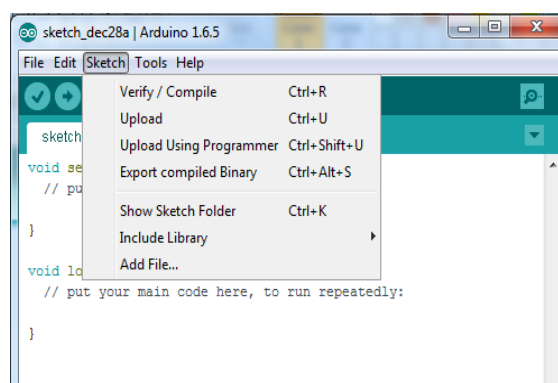 sketch_dec28a | Arduino 1.6.5
File Edit Sketch Tools Help
Verify / Compile Ctrl+R
Upload Ctrl+U
Upload Using Programmer Ctrl+Shift+U
Export compiled Binary Ctrl+Alt+S
Show Sketch Folder Ctrl+K
Include Library
Add File...
sketch
void se
// pu
}
void lo
// put your main code here, to run repeatedly:
}